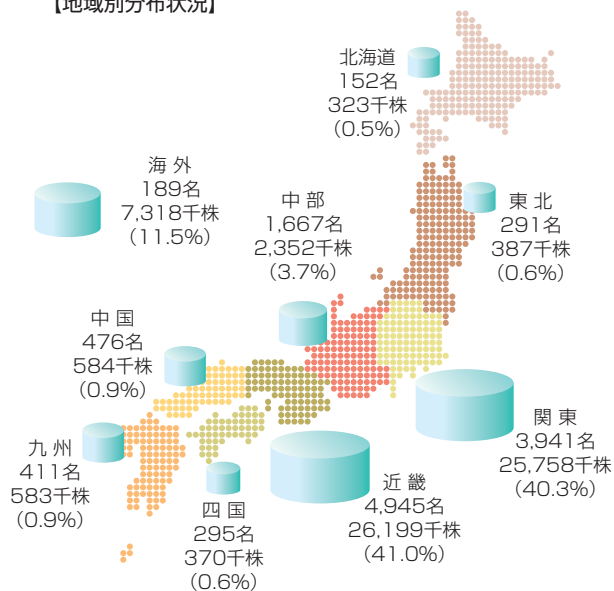 【地域別分布状況】
北海道
152名
323千株
（0.5%）
海 外
189名
7,318千株
（11.5%）
中 部
1,667名
2,352千株
（3.7%）
東 北
291名
387千株
（0.6%）
中 国
476名
584千株
（0.9%）
関 東
3,941名
25,758千株
（40.3%）
九 州
411名
583千株
（0.9%）
近 畿
4,945名
26,199千株
（41.0%）
四 国
295名
370千株
（0.6%）